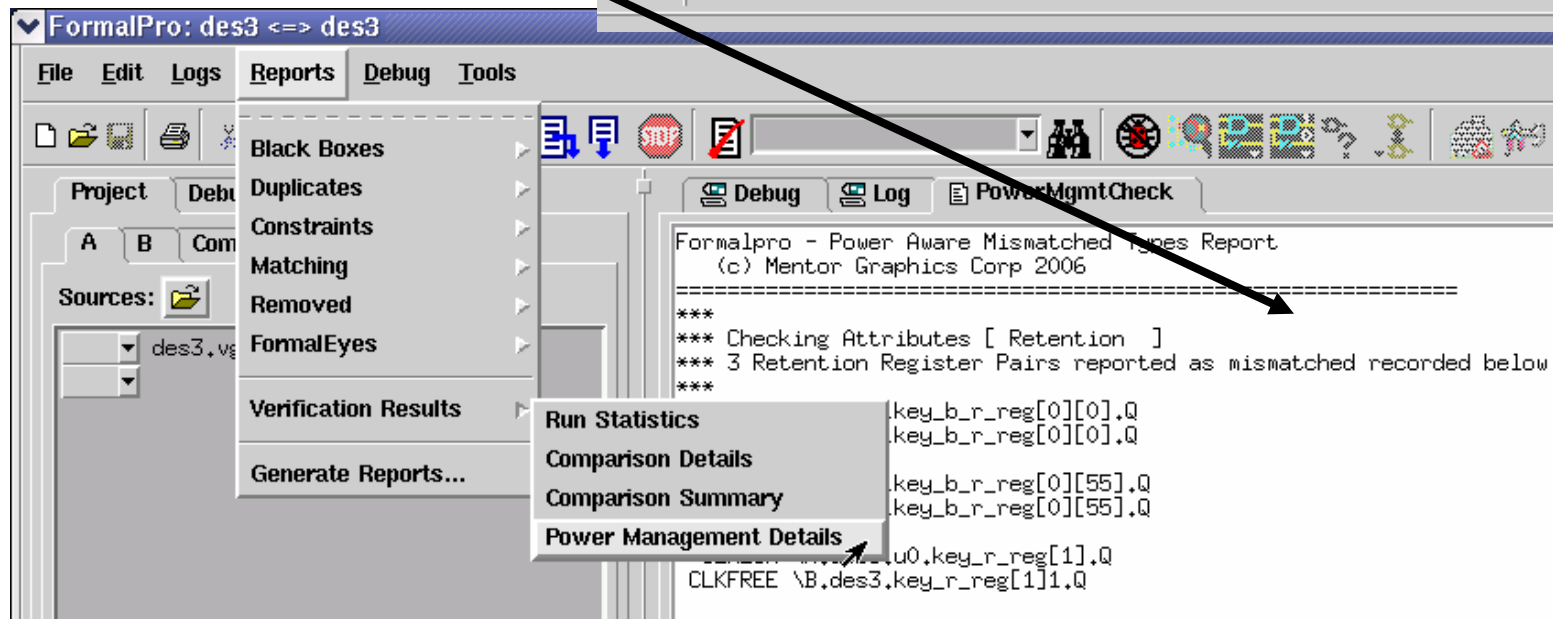 FormalPro: des3 <=> des3
File Edit Logs Reports Debug Tools
STOP
Project Debu
A B Com
Sources:
des3.vg
Black Boxes
Duplicates
Constraints
Matching
Removed
FormalEyes
Verification Results
Generate Reports...
Run Statistics
Comparison Details
Comparison Summary
Power Management Details
Debug Log PowerMgmtCheck
Formalpro - Power Aware Mismatched Types Report
(c) Mentor Graphics Corp 2006
===============================================================
***
*** Checking Attributes [ Retention ]
*** 3 Retention Register Pairs reported as mismatched recorded below
***
.key_b_r_reg[0][0].Q
.key_b_r_reg[0][0].Q
.key_b_r_reg[0][55].Q
.key_b_r_reg[0][55].Q
.u0.key_r_reg[1].Q
CLKFREE \B.des3.key_r_reg[1]1.Q